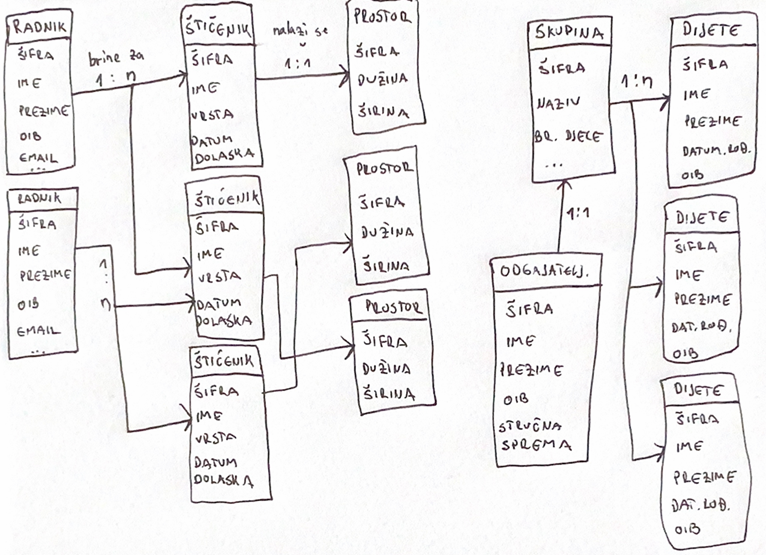 RADNIK
ŠIFRA
IME
PREZIME
OIB
EMAIL
...
brine za
1 : n
ŠTIĆENIK
ŠIFRA
IME
VRSTA
DATUM
DOLASKA
nalazi se
u
1:1
PROSTOR
ŠIFRA
DUŽINA
ŠIRINA
RADNIK
ŠIFRA
IME
PREZIME
OIB
EMAIL
...
1
:
n
ŠTIĆENIK
ŠIFRA
IME
VRSTA
DATUM
DOLASKA
PROSTOR
ŠIFRA
DUŽINA
ŠIRINA
ŠTIĆENIK
ŠIFRA
IME
VRSTA
DATUM
DOLASKA
PROSTOR
ŠIFRA
DUŽINA
ŠIRINA
SKUPINA
ŠIFRA
NAZIV
BR. DJECE
...
1:n
1:1
ODGAJATELJ.
ŠIFRA
IME
PREZIME
OIB
STRUČNA
SPREMA
DIJETE
ŠIFRA
IME
PREZIME
DATUM. ROĐ.
OIB
DIJETE
ŠIFRA
IME
PREZIME
DAT. ROĐ.
OIB
DIJETE
ŠIFRA
IME
PREZIME
DAT. ROĐ.
OIB